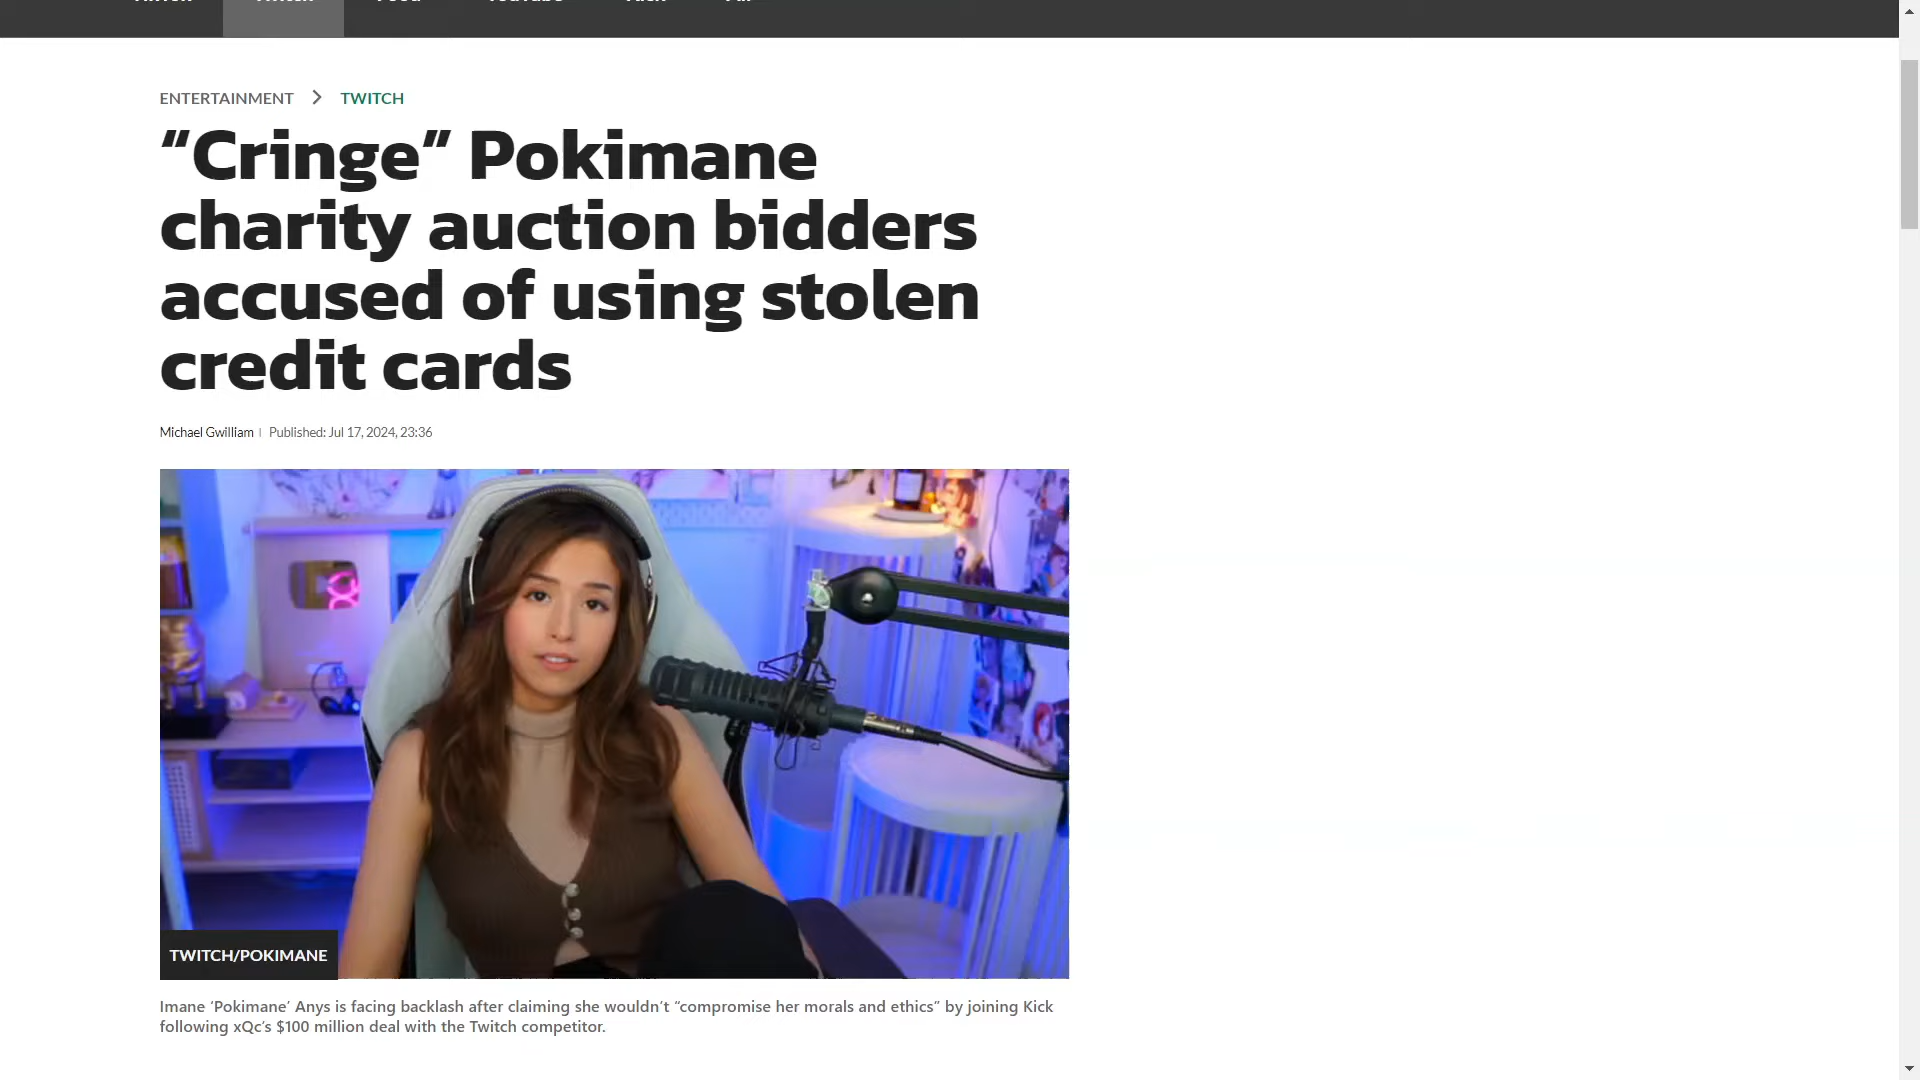 ENTERTAINMENT > TWITCH
“Cringe” Pokimane
charity auction bidders
accused of using stolen
credit cards
Michael Gwilliam | Published: Jul 17, 2024, 23:36
TWITCH/POKIMANE
Imane ‘Pokimane’ Anys is facing backlash after claiming she wouldn’t “compromise her morals and ethics” by joining Kick
following xQc’s $100 million deal with the Twitch competitor.